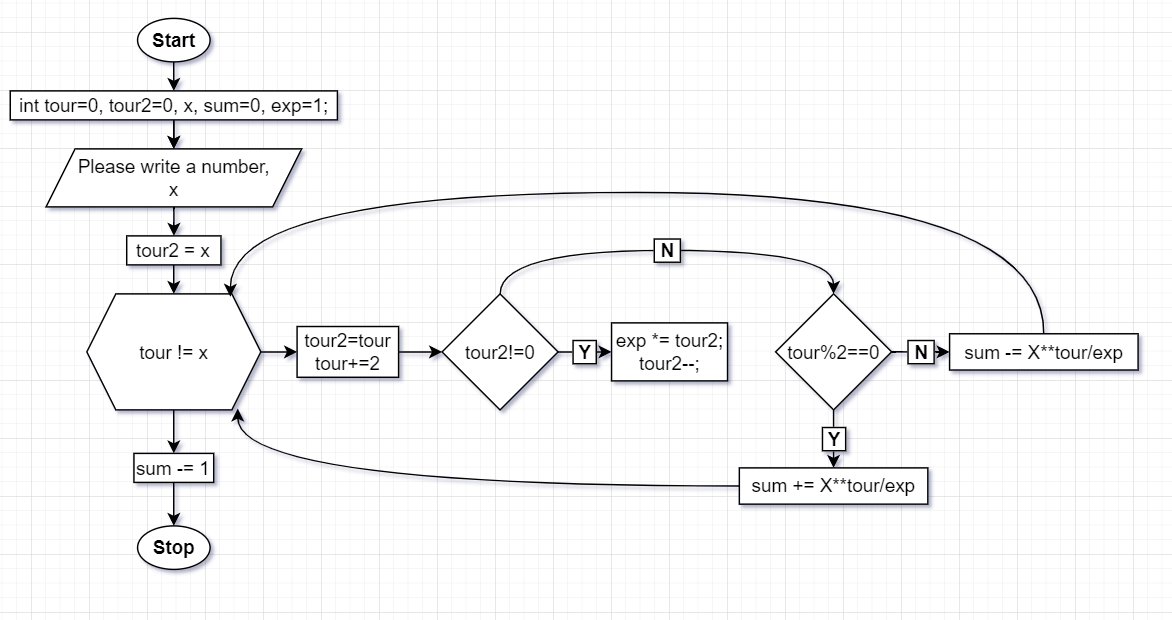 Start
int tour=0, tour2=0, x, sum=0, exp=1;
Please write a number,
x
tour2 = x
tour != x
tour2=tour
tour+=2
tour2!=0
Y
exp *= tour2;
tour2--;
N
tour%2==0
N
sum -= X**tour/exp
Y
sum += X**tour/exp
sum -= 1
Stop